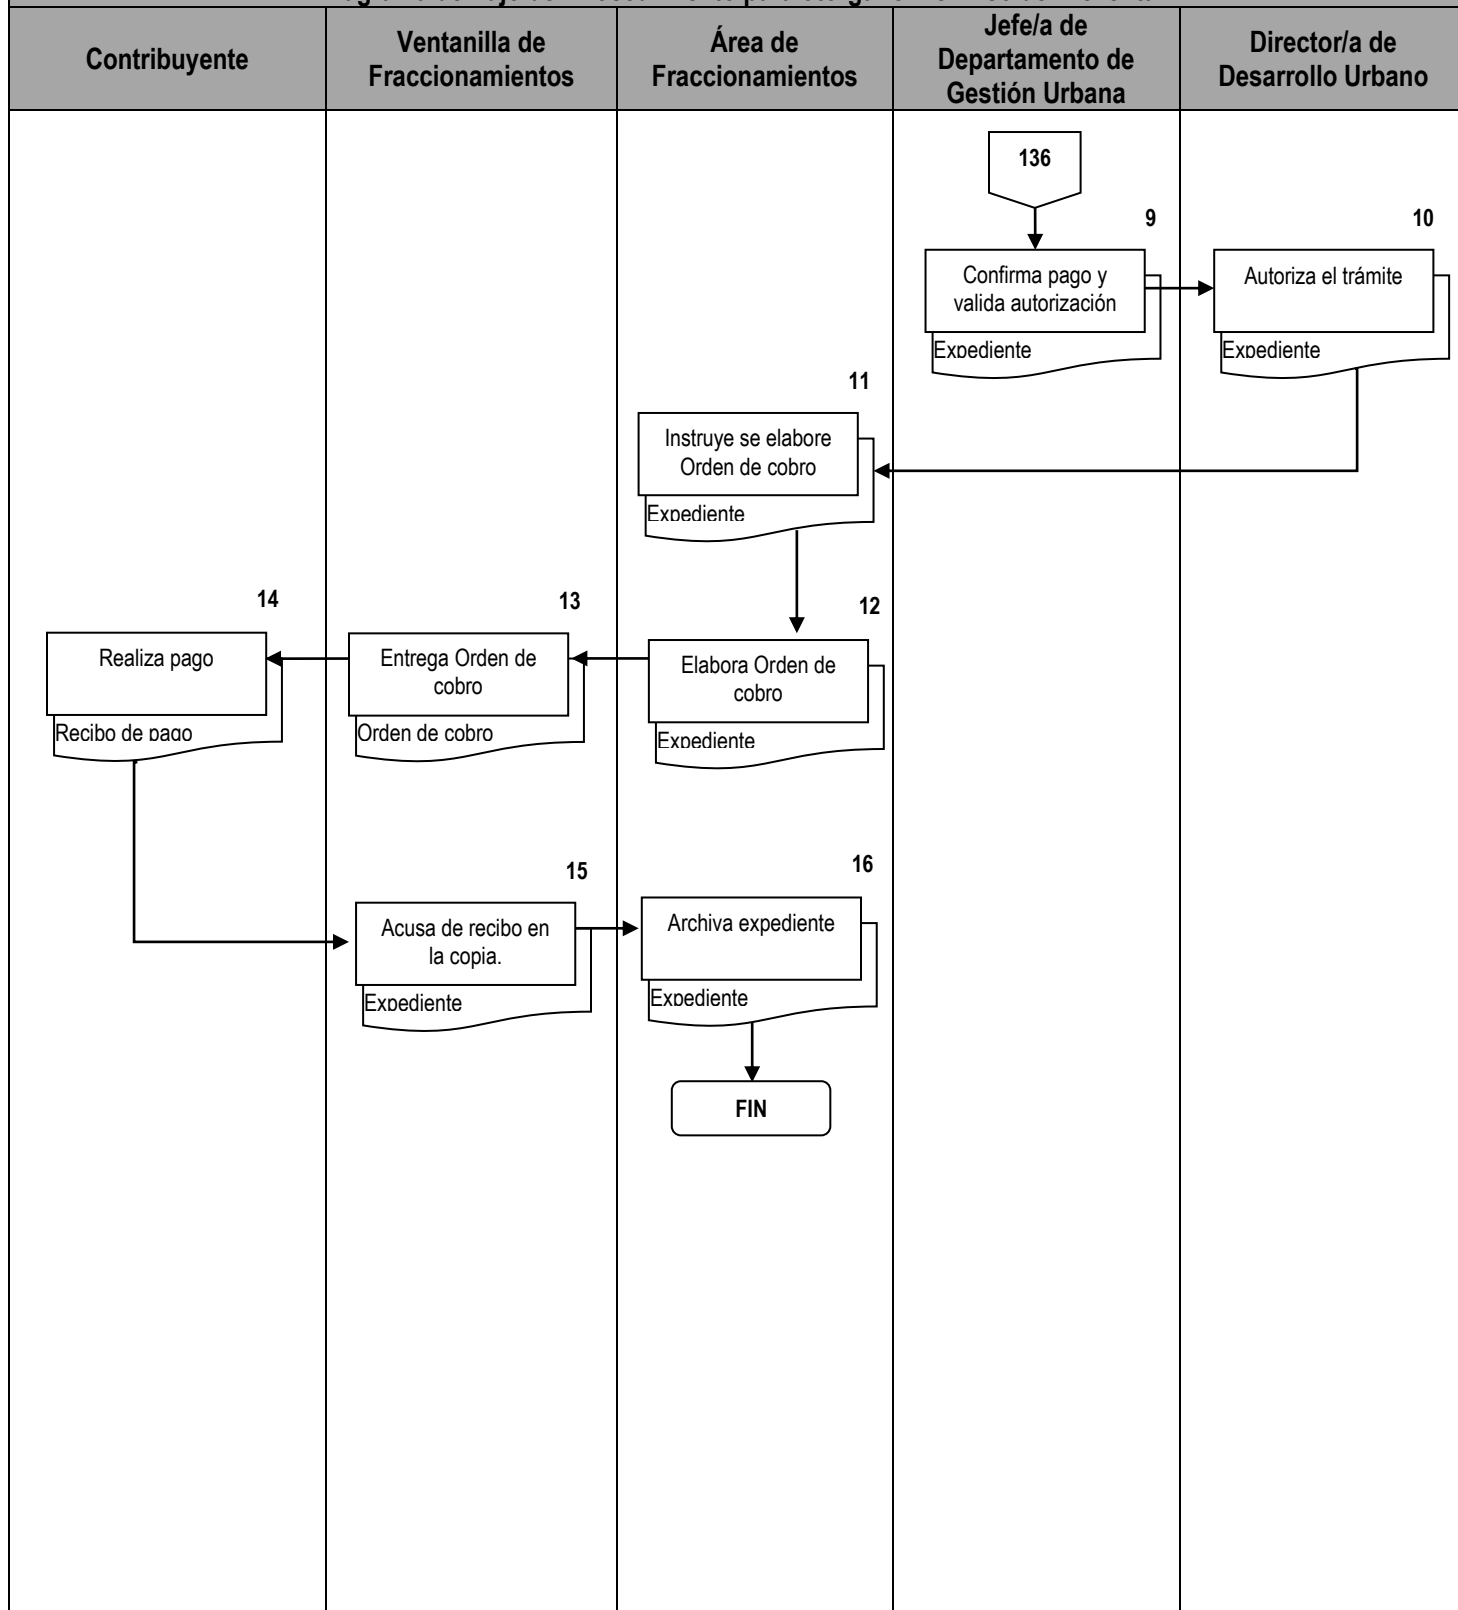 Contribuyente
Ventanilla de
Fraccionamientos
Área de
Fraccionamientos
Jefe/a de
Departamento de
Gestión Urbana
Director/a de
Desarrollo Urbano
136
9
Confirma pago y
valida autorización
Expediente
10
Autoriza el trámite
Expediente
11
Instruye se elabore
Orden de cobro
Expediente
12
Elabora Orden de
cobro
Expediente
13
Entrega Orden de
cobro
Orden de cobro
14
Realiza pago
Recibo de pago
15
Acusa de recibo en
la copia.
Expediente
16
Archiva expediente
Expediente
FIN